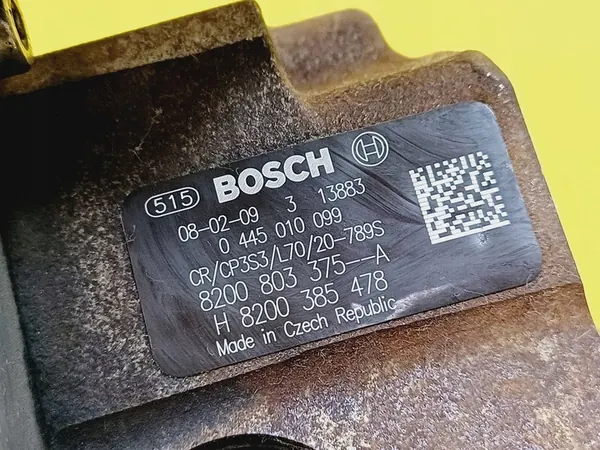 515 BOSCH
08-02-09 3 13883
0 445 010 099
CR/CP3S3/L70/20-789S
8200 803 375--A
H 8200 385 478
Made in Czech Republic